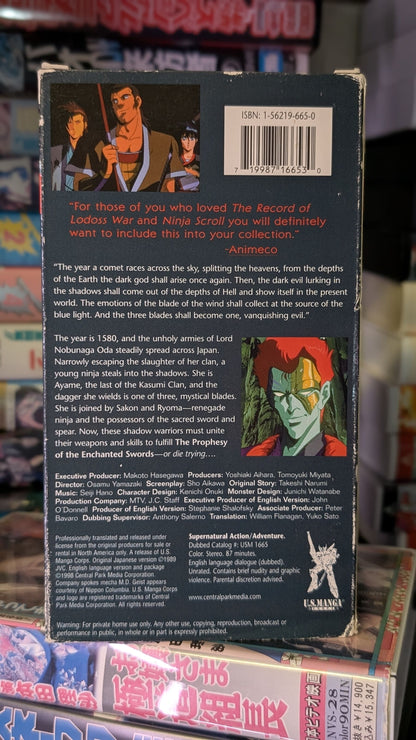 ISBN: 1-56219-665-0
7 19987 16653 0
"For those of you who loved The Record of
Lodoss War and Ninja Scroll you will definitely
want to include this into your collection."
-Animeco
"The year a comet races across the sky, splitting the heavens, from the depths
of the Earth the dark god shall arise once again. Then, the dark evil lurking in
the shadows shall come out of the depths of Hell and show itself in the present
world. The emotions of the blade of the wind shall collect at the source of the
blue light. And the three blades shall become one, vanquishing evil."
The year is 1580, and the unholy armies of Lord
Nobunaga Oda steadily spread across Japan.
Narrowly escaping the slaughter of her clan, a
young ninja steals into the shadows. She is
Ayame, the last of the Kasumi Clan, and the
dagger she wields is one of three, mystical blades.
She is joined by Sakon and Ryoma—renegade
ninja and the possessors of the sacred sword and
spear. Now, these shadow warriors must unite
their weapons and skills to fulfill The Prophesy
of the Enchanted Swords—or die trying....
Executive Producer: Makoto Hasegawa Producers: Yoshiaki Aihara, Tomoyuki Miyata
Director: Osamu Yamazaki Screenplay: Sho Aikawa Original Story: Takeshi Narumi
Music: Seiji Hano Character Design: Kenichi Onuki Monster Design: Junichi Watanabe
Production Company: MTV, J.C. Staff Executive Producer of English Version: John
O'Donnell Producer of English Version: Stephanie Shalofsky Associate Producer: Peter
Bavaro Dubbing Supervisor: Anthony Salerno Translation: William Flanagan, Yuko Sato
Professionally translated and released under
license from the original producers for sale or
rental in North America only. A release of U.S.
Manga Corps. Original Japanese version ©1989
JVC. English language version and package
©1996 Central Park Media Corporation. Our
Company spokes mecha M.D. Geist appears
courtesy of Nippon Columbia. U.S. Manga Corps
and logo are registered trademarks of Central
Park Media Corporation. All rights reserved.
Supernatural Action/Adventure.
Dubbed Catalog #: USM 1665
Color. Stereo. 87 minutes.
English language dialogue (dubbed).
Unrated. Contains brief nudity and graphic
violence. Parental discretion advised.
www.centralparkmedia.com
U.S. MANGA
CORPS
Warning: For private home use only. Any other use, copying, reproduction, broadcast or
performance in public, in whole or in part is expressly prohibited.
極道組長
NYS-28
Color 90MIN
抜き¥14,900
込み¥15,347